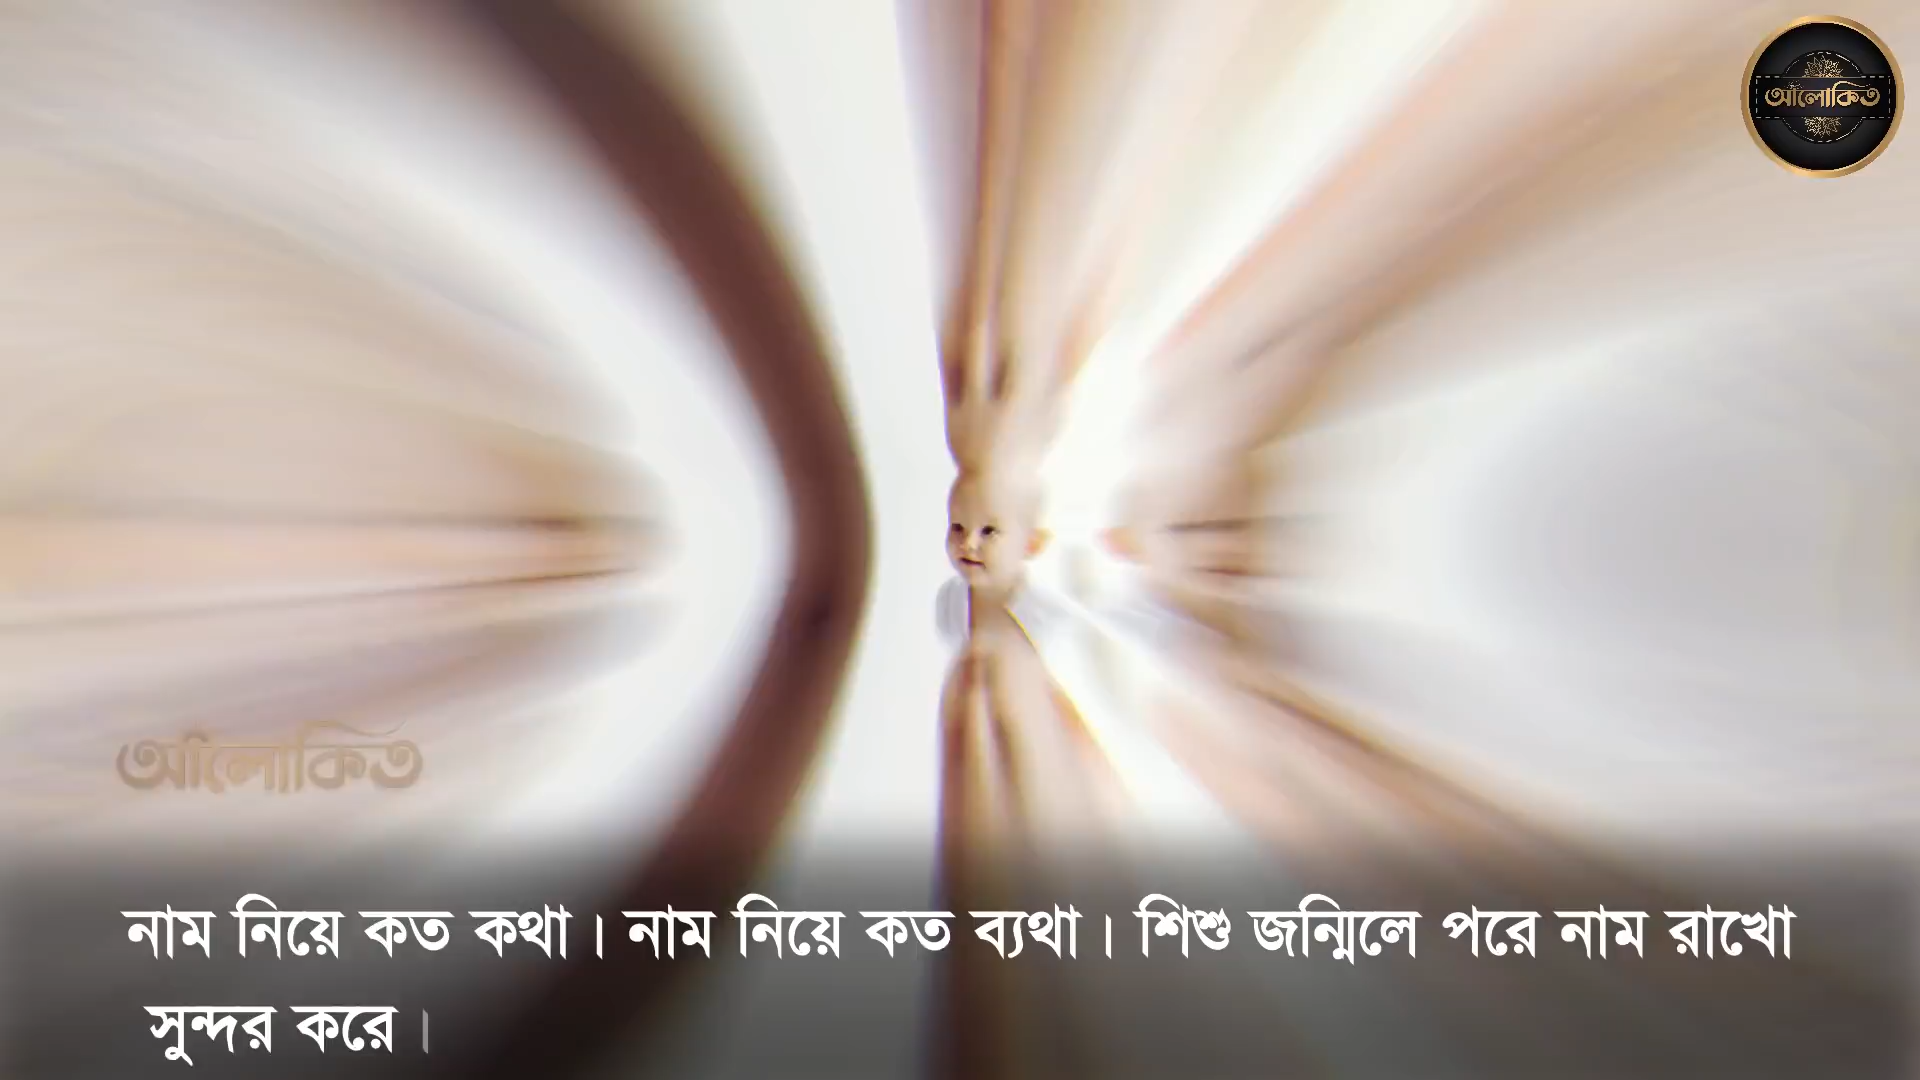 আলোকিত
আলোকিত
নাম নিয়ে কত কথা। নাম নিয়ে কত ব্যথা। শিশু জন্মিলে পরে নাম রাখো
সুন্দর করে।